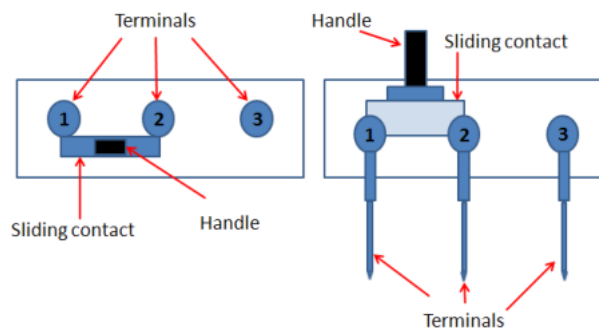 Terminals
1
2
3
Sliding contact
Handle
Handle
Sliding contact
1
2
3
Terminals